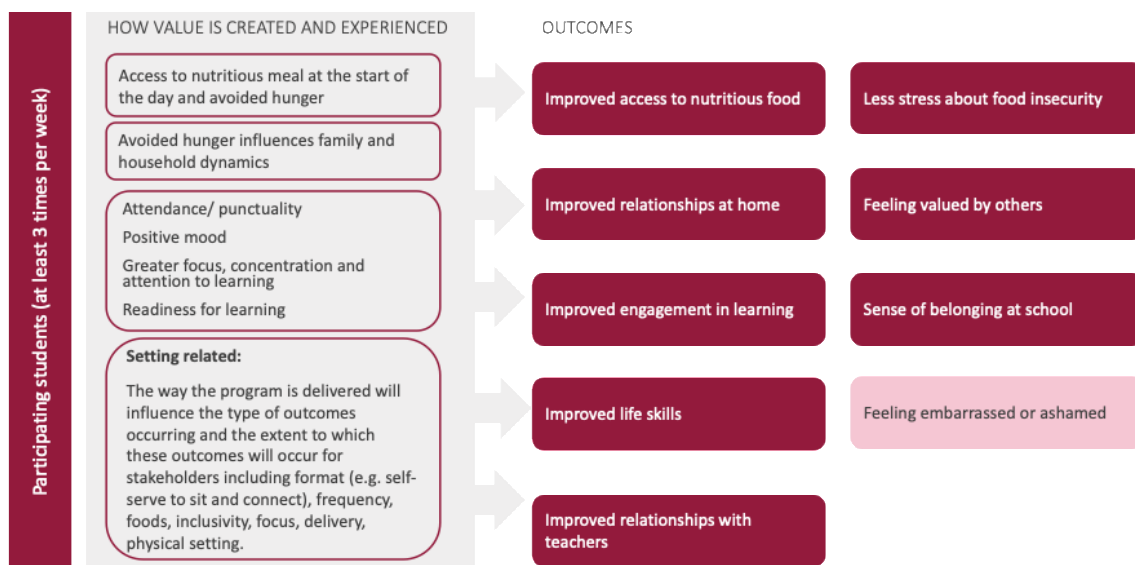 Participating students (at least 3 times per week)
HOW VALUE IS CREATED AND EXPERIENCED
Access to nutritious meal at the start of
the day and avoided hunger
Avoided hunger influences family and
household dynamics
Attendance/ punctuality
Positive mood
Greater focus, concentration and
attention to learning
Readiness for learning
Setting related:
The way the program is delivered will
influence the type of outcomes
occurring and the extent to which
these outcomes will occur for
stakeholders including format (e.g. self-
serve to sit and connect), frequency,
foods, inclusivity, focus, delivery,
physical setting.
OUTCOMES
Improved access to nutritious food
Less stress about food insecurity
Improved relationships at home
Feeling valued by others
Improved engagement in learning
Sense of belonging at school
Improved life skills
Feeling embarrassed or ashamed
Improved relationships with
teachers